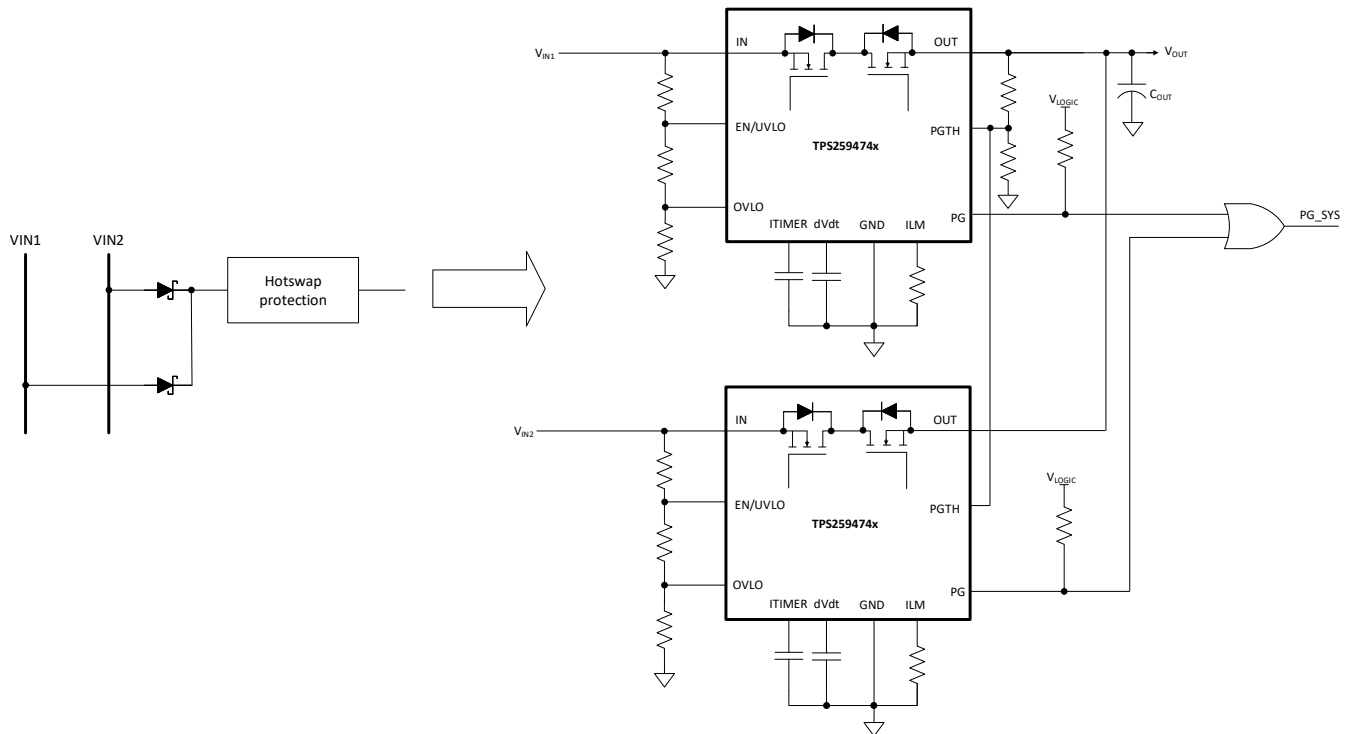 VIN1
VIN2
Hotswap
protection
VIN1
IN
OUT
VOUT
COUT
EN/UVLO
VLOGIC
PGTH
TPS259474x
OVLO
ITIMER dVdt GND ILM
PG
PG_SYS
VIN2
IN
OUT
VLOGIC
EN/UVLO
PGTH
TPS259474x
OVLO
ITIMER dVdt GND ILM
PG